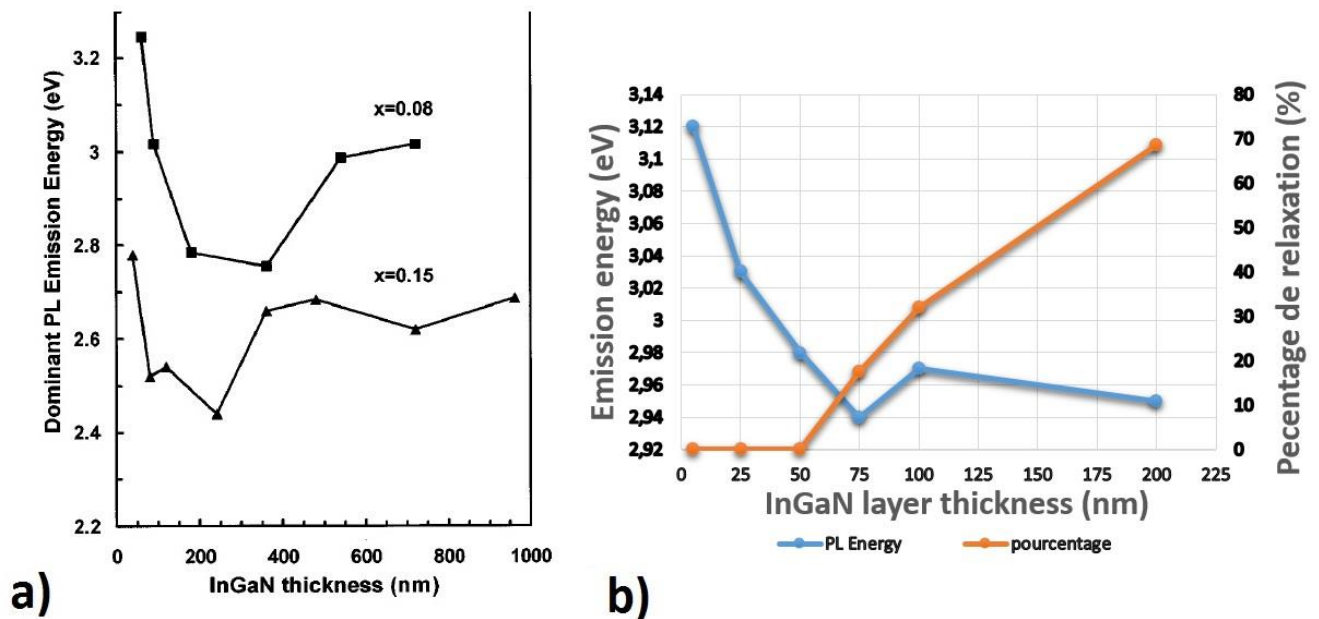 Dominant PL Emission Energy (eV)
3.2
3
2.8
2.6
2.4
2.2
x=0.08
x=0.15
0 200 400 600 800 1000
InGaN thickness (nm)
a)
Emission energy (eV)
3,14
3,12
3,1
3,08
3,06
3,04
3,02
3
2,98
2,96
2,94
2,92
80
70
60
50
40
30
20
10
0
Pecentage de relaxation (%)
0 25 50 75 100 125 150 175 200 225
InGaN layer thickness (nm)
PL Energy pourcentage
b)